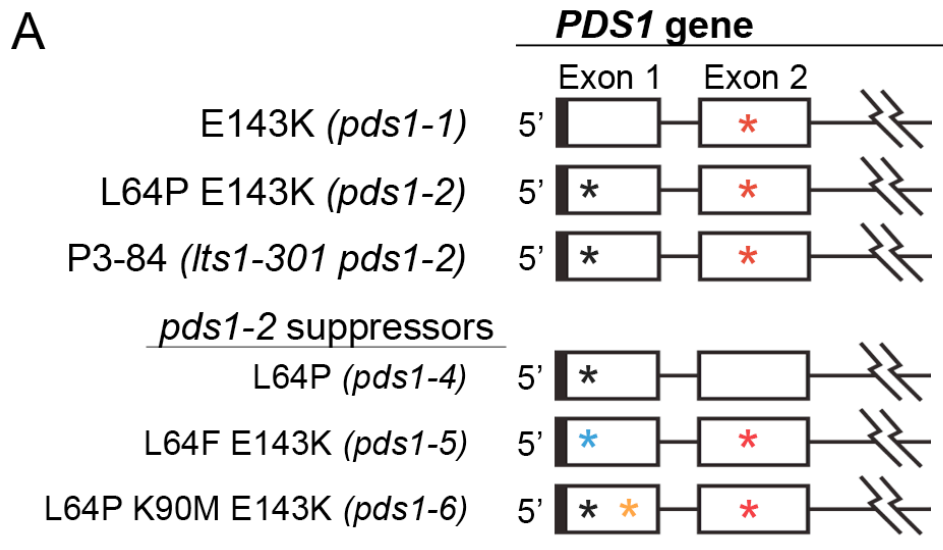 A
PDS1 gene
Exon 1 Exon 2
E143K (pds1-1) 5’ * 
L64P E143K (pds1-2) 5’ * *
P3-84 (lts1-301 pds1-2) 5’ * *
pds1-2 suppressors
L64P (pds1-4) 5’ *
L64F E143K (pds1-5) 5’ * *
L64P K90M E143K (pds1-6) 5’ * * *